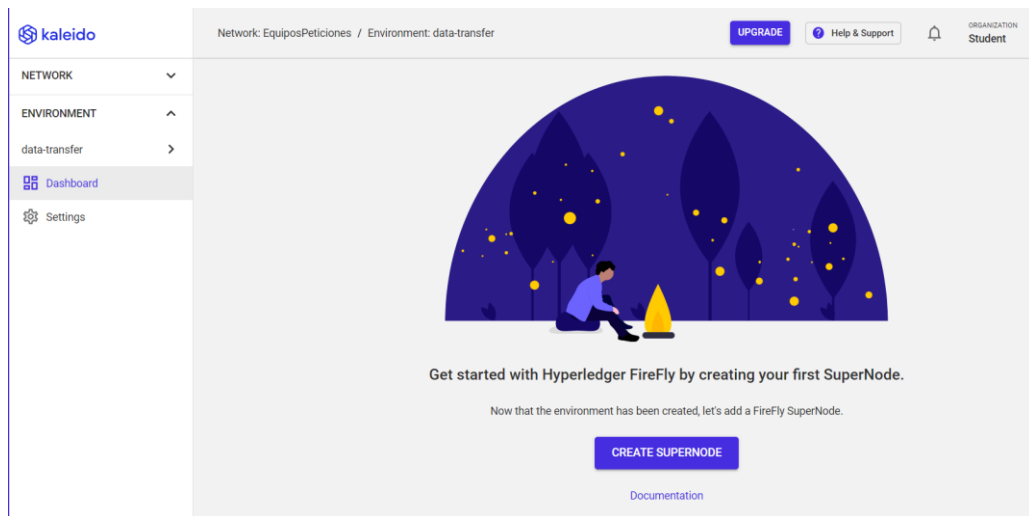 kaleido
Network: EquiposPeticiones / Environment: data-transfer
UPGRADE
Help & Support
ORGANIZATION
Student
NETWORK
ENVIRONMENT
data-transfer
Dashboard
Settings
Get started with Hyperledger FireFly by creating your first SuperNode.
Now that the environment has been created, let's add a FireFly SuperNode.
CREATE SUPERNODE
Documentation